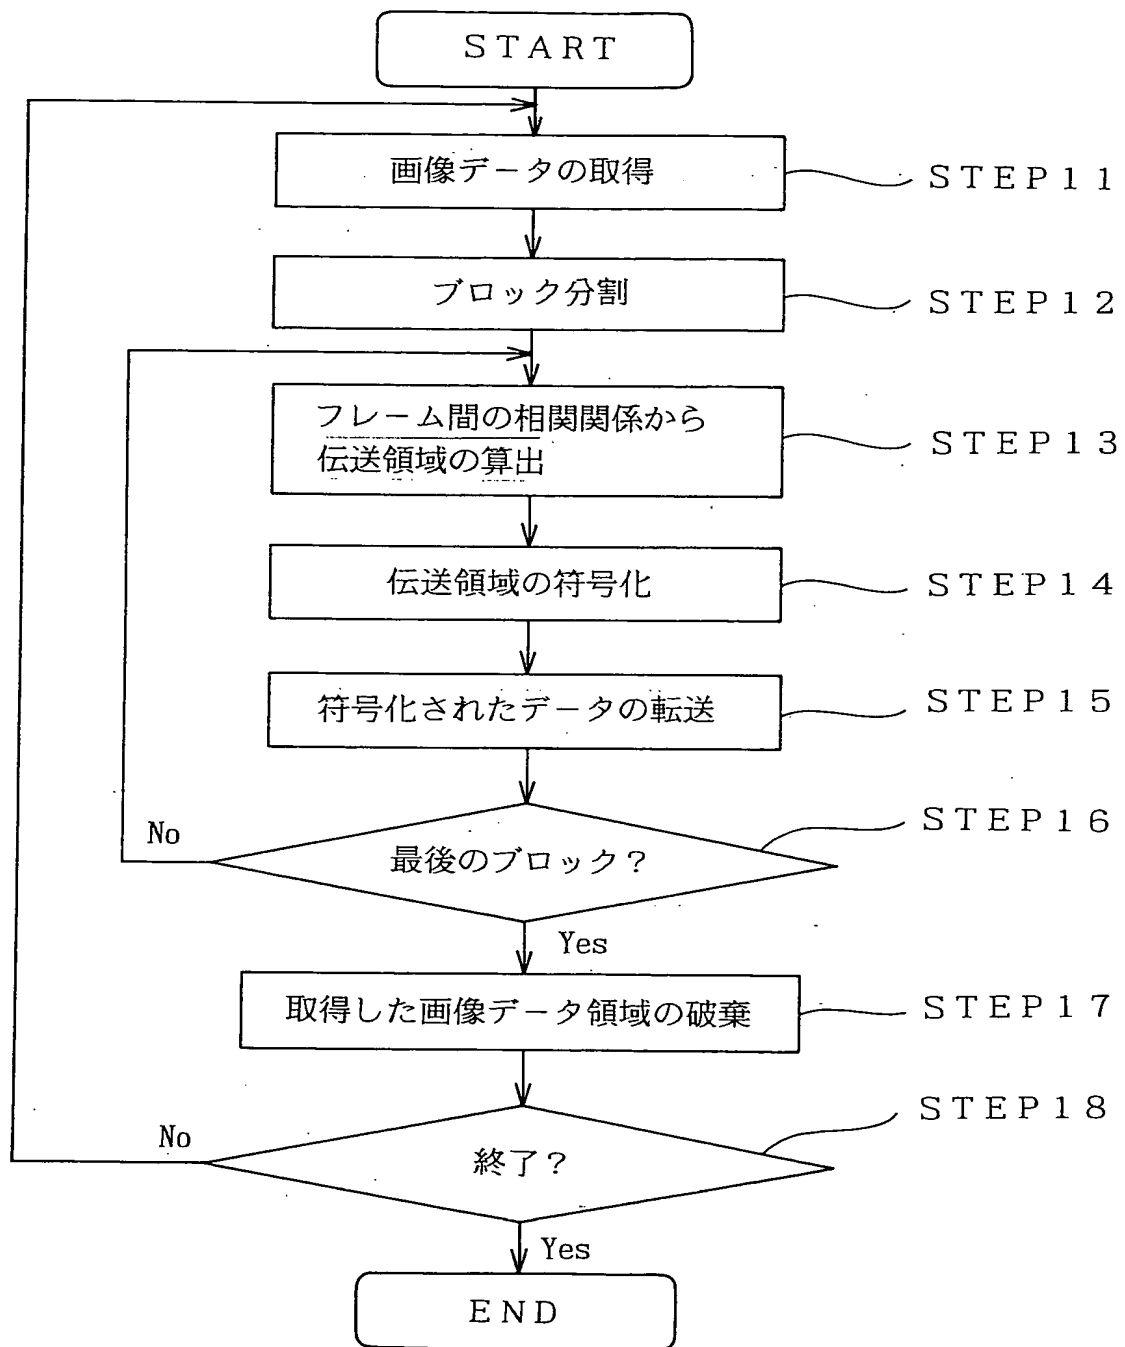 START
画像データの取得
STEP11
ブロック分割
STEP12
フレーム間の相関関係から
伝送領域の算出
STEP13
伝送領域の符号化
STEP14
符号化されたデータの転送
STEP15
最後のブロック?
STEP16
No
Yes
取得した画像データ領域の破棄
STEP17
終了?
STEP18
No
Yes
END